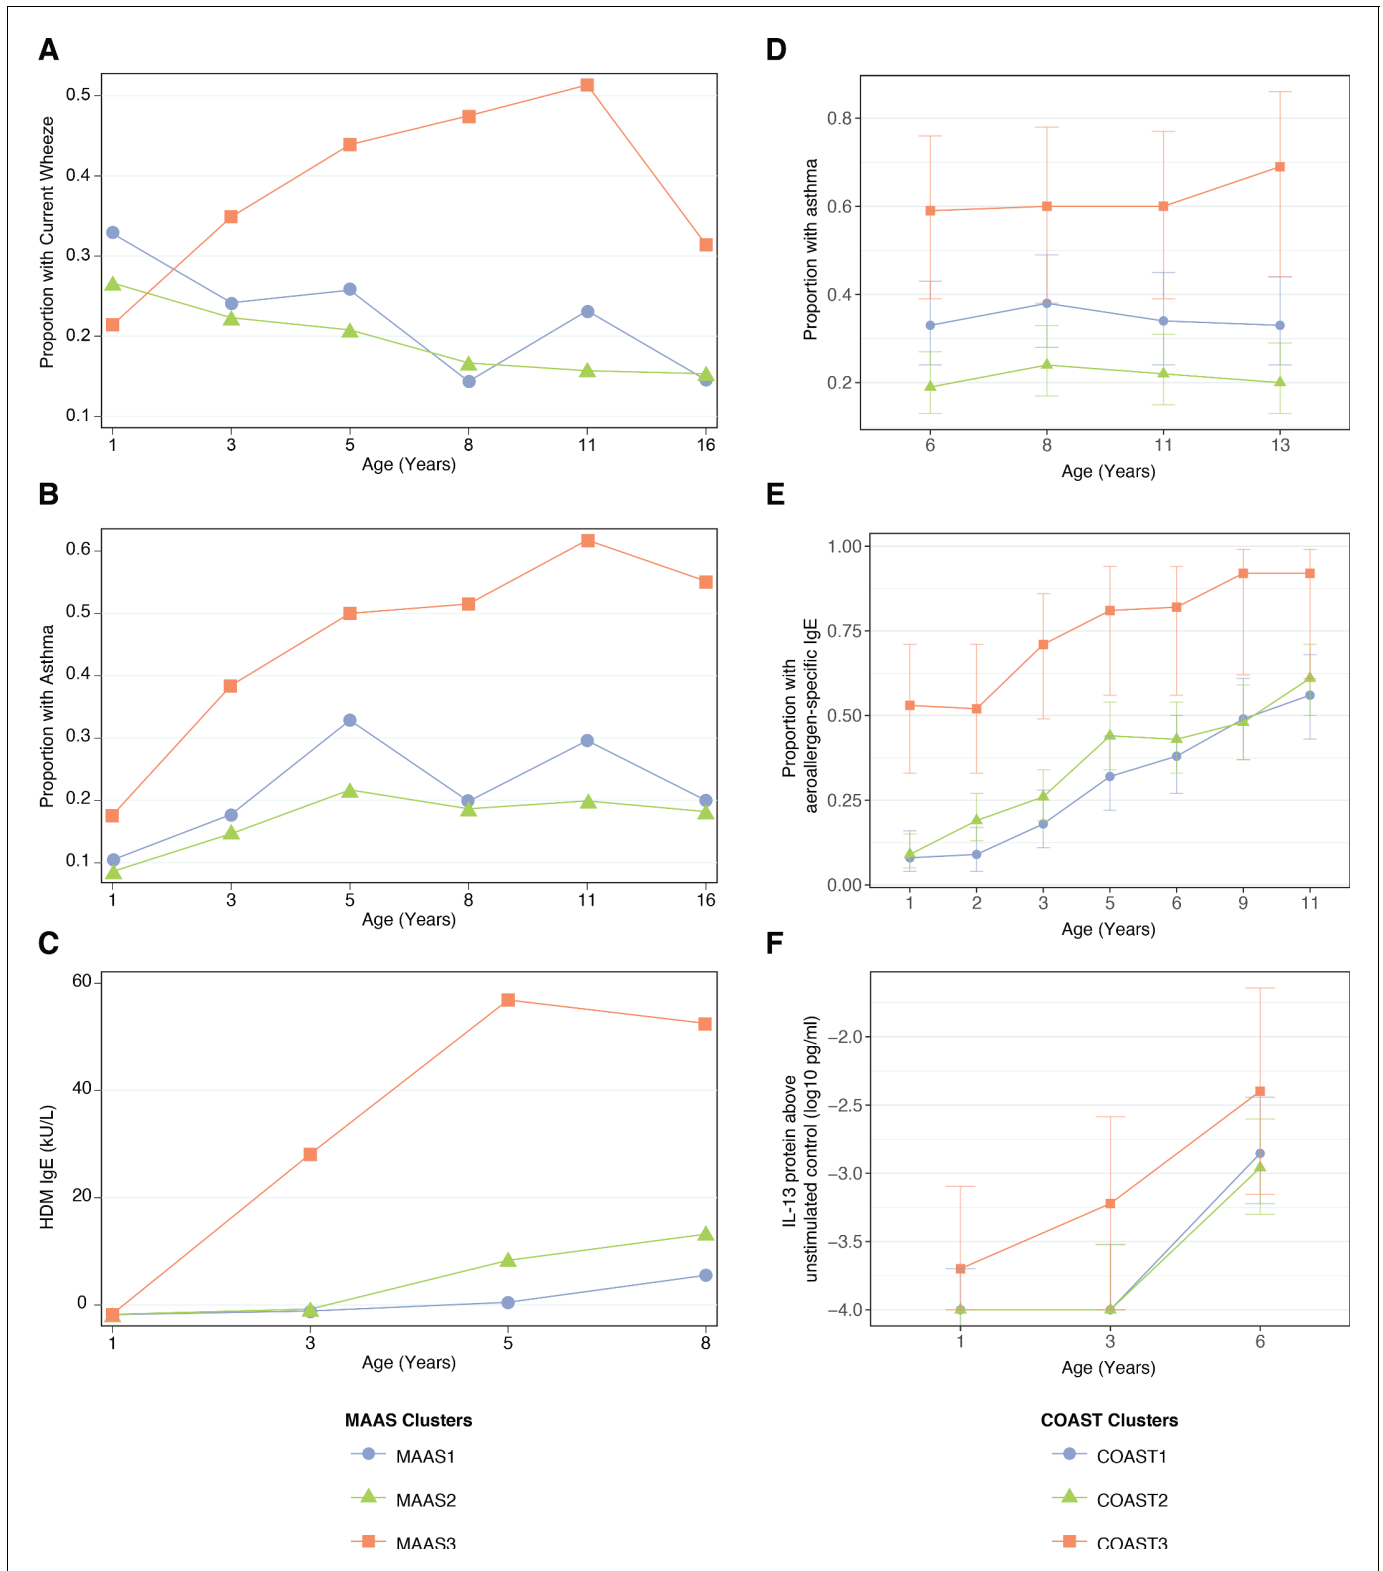 A
Proportion with Current Wheeze
0.5
0.4
0.3
0.2
0.1
1 3 5 8 11 16
Age (Years)
B
Proportion with Asthma
0.6
0.5
0.4
0.3
0.2
0.1
1 3 5 8 11 16
Age (Years)
C
HDM IgE (kU/L)
60
40
20
0
1 3 5 8
Age (Years)
MAAS Clusters
MAAS1
MAAS2
MAAS3
D
Proportion with asthma
0.8
0.6
0.4
0.2
6 8 11 13
Age (Years)
E
Proportion with
aeroallergen-specific IgE
1.00
0.75
0.50
0.25
0.00
1 2 3 5 6 9 11
Age (Years)
F
IL-13 protein above
unstimulated control (log10 pg/ml)
−2.0
−2.5
−3.0
−3.5
−4.0
1 3 6
Age (Years)
COAST Clusters
COAST1
COAST2
COAST3